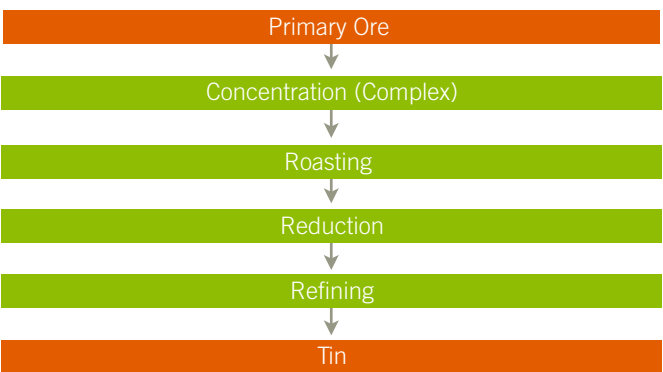 Primary Ore
Concentration (Complex)
Roasting
Reduction
Refining
Tin